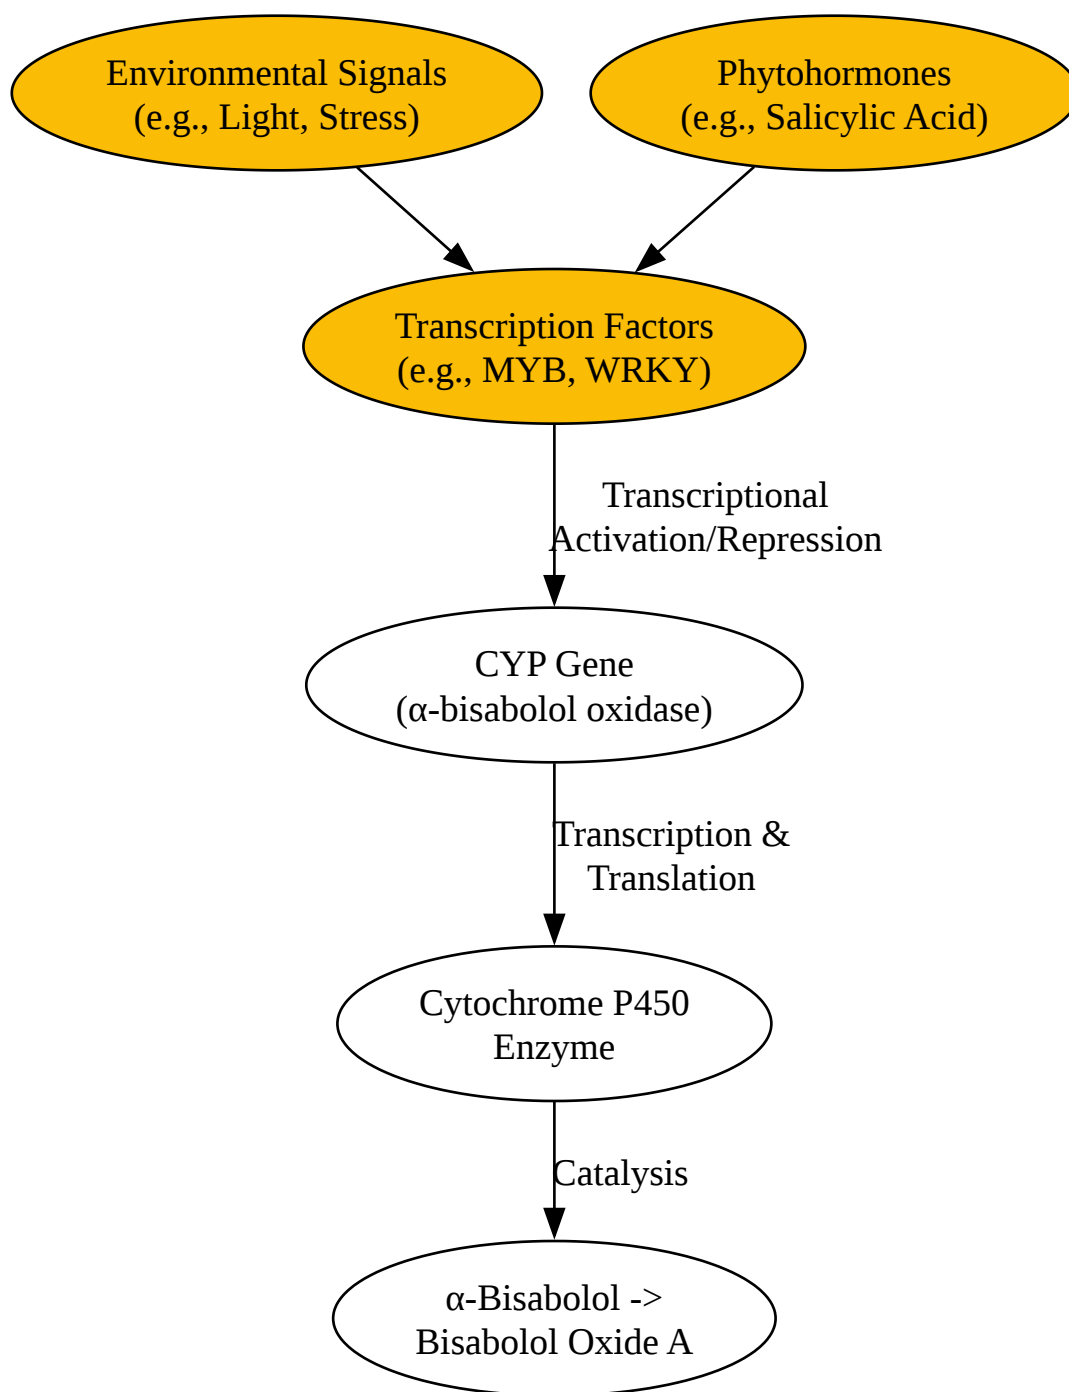 Environmental Signals
(e.g., Light, Stress)
Phytohormones
(e.g., Salicylic Acid)
Transcription Factors
(e.g., MYB, WRKY)
Transcriptional
Activation/Repression
CYP Gene
(α-bisabolol oxidase)
Transcription &
Translation
Cytochrome P450
Enzyme
Catalysis
α-Bisabolol ->
Bisabolol Oxide A